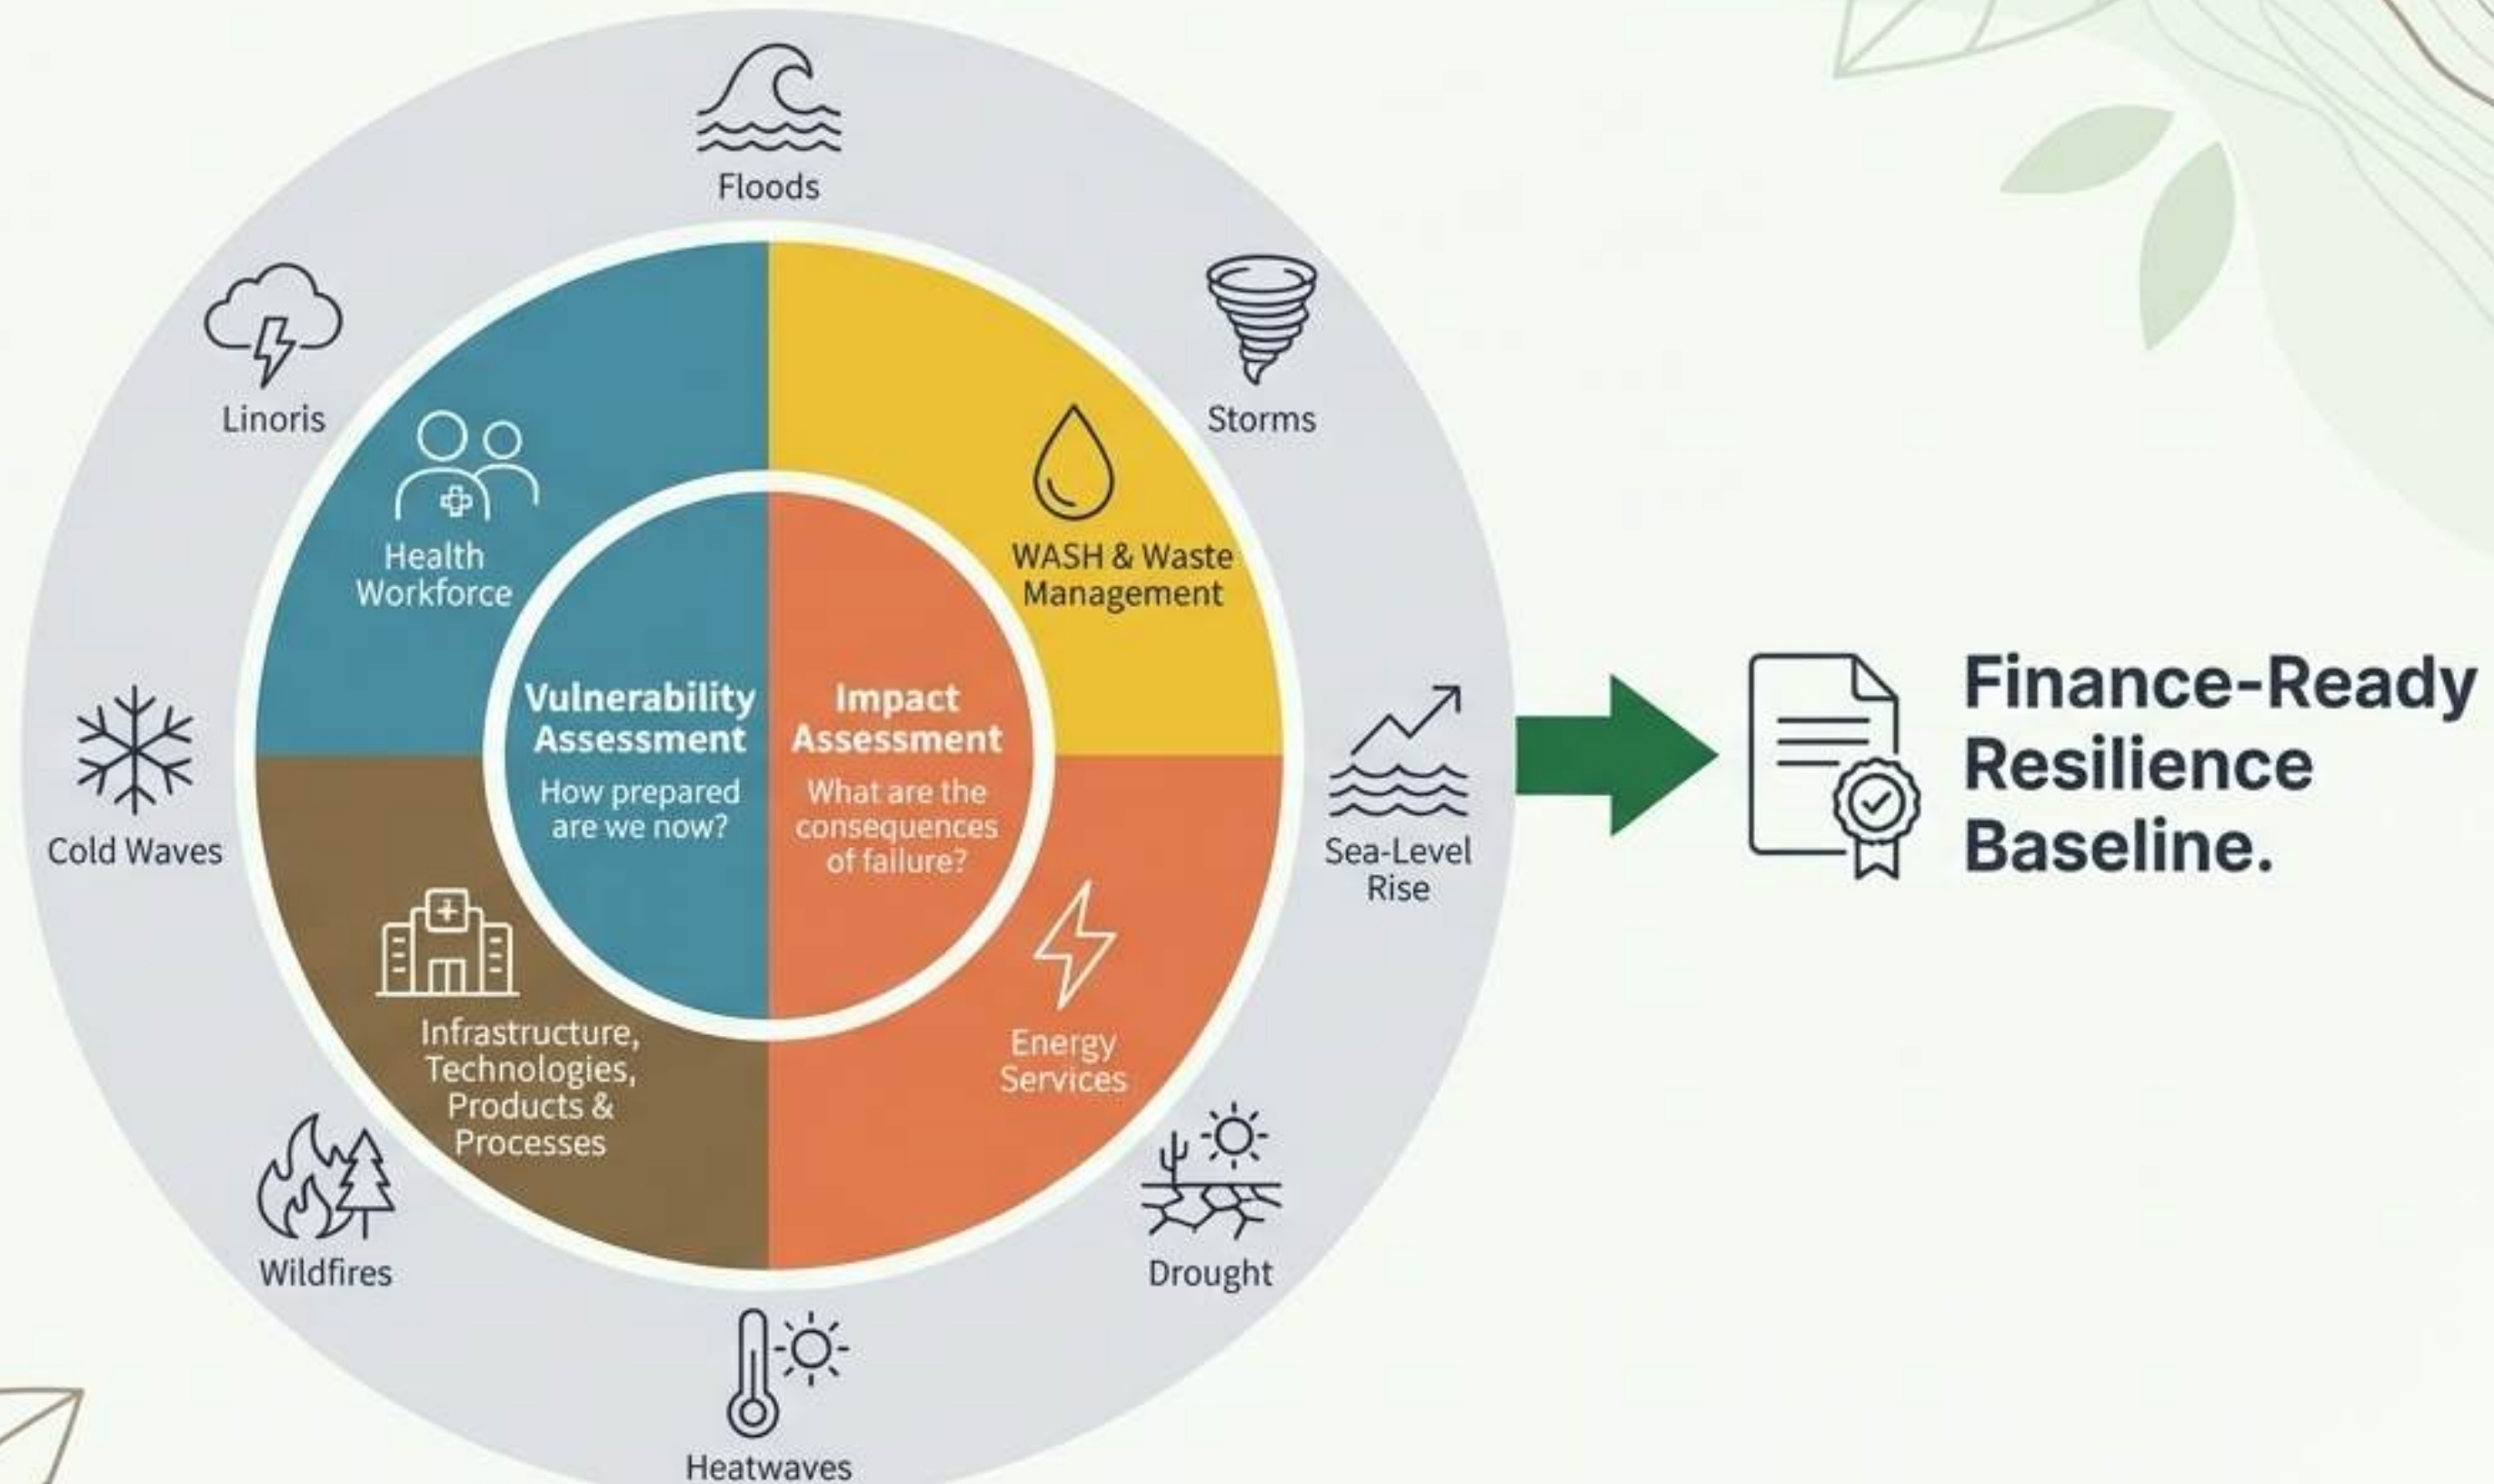 Floods
Linoris
Storms
Health
Workforce
WASH & Waste
Management
Vulnerability
Assessment
How prepared
are we now?
Impact
Assessment
What are the
consequences
of failure?
Cold Waves
Sea-Level
Rise
Infrastructure,
Technologies,
Products &
Processes
Energy
Services
Wildfires
Drought
Heatwaves
Finance-Ready
Resilience
Baseline.